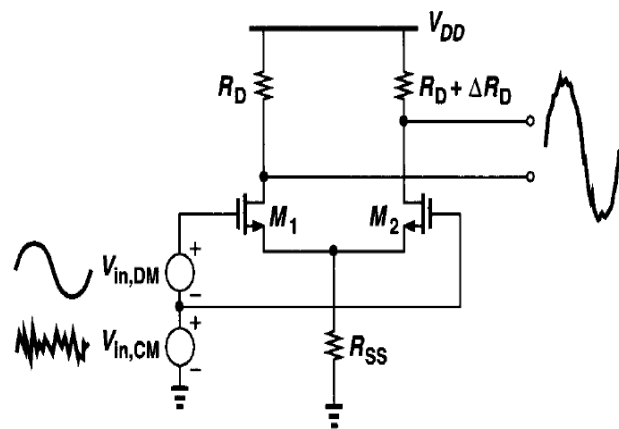 V_DD
R_D
R_D + ΔR_D
M_1
M_2
V_in,DM
+
−
V_in,CM
+
−
R_SS